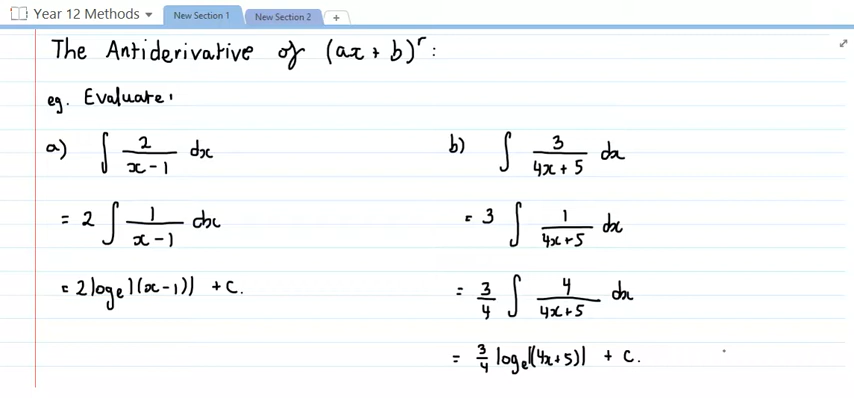 Year 12 Methods New Section 1 New Section 2 +
The Antiderivative of (ax + b)^r :
eg. Evaluate:
a) ∫ 2/(x-1) dx
= 2 ∫ 1/(x-1) dx
= 2 log_e |(x-1)| + c.
b) ∫ 3/(4x+5) dx
= 3 ∫ 1/(4x+5) dx
= 3/4 ∫ 4/(4x+5) dx
= 3/4 log_e |(4x+5)| + c.